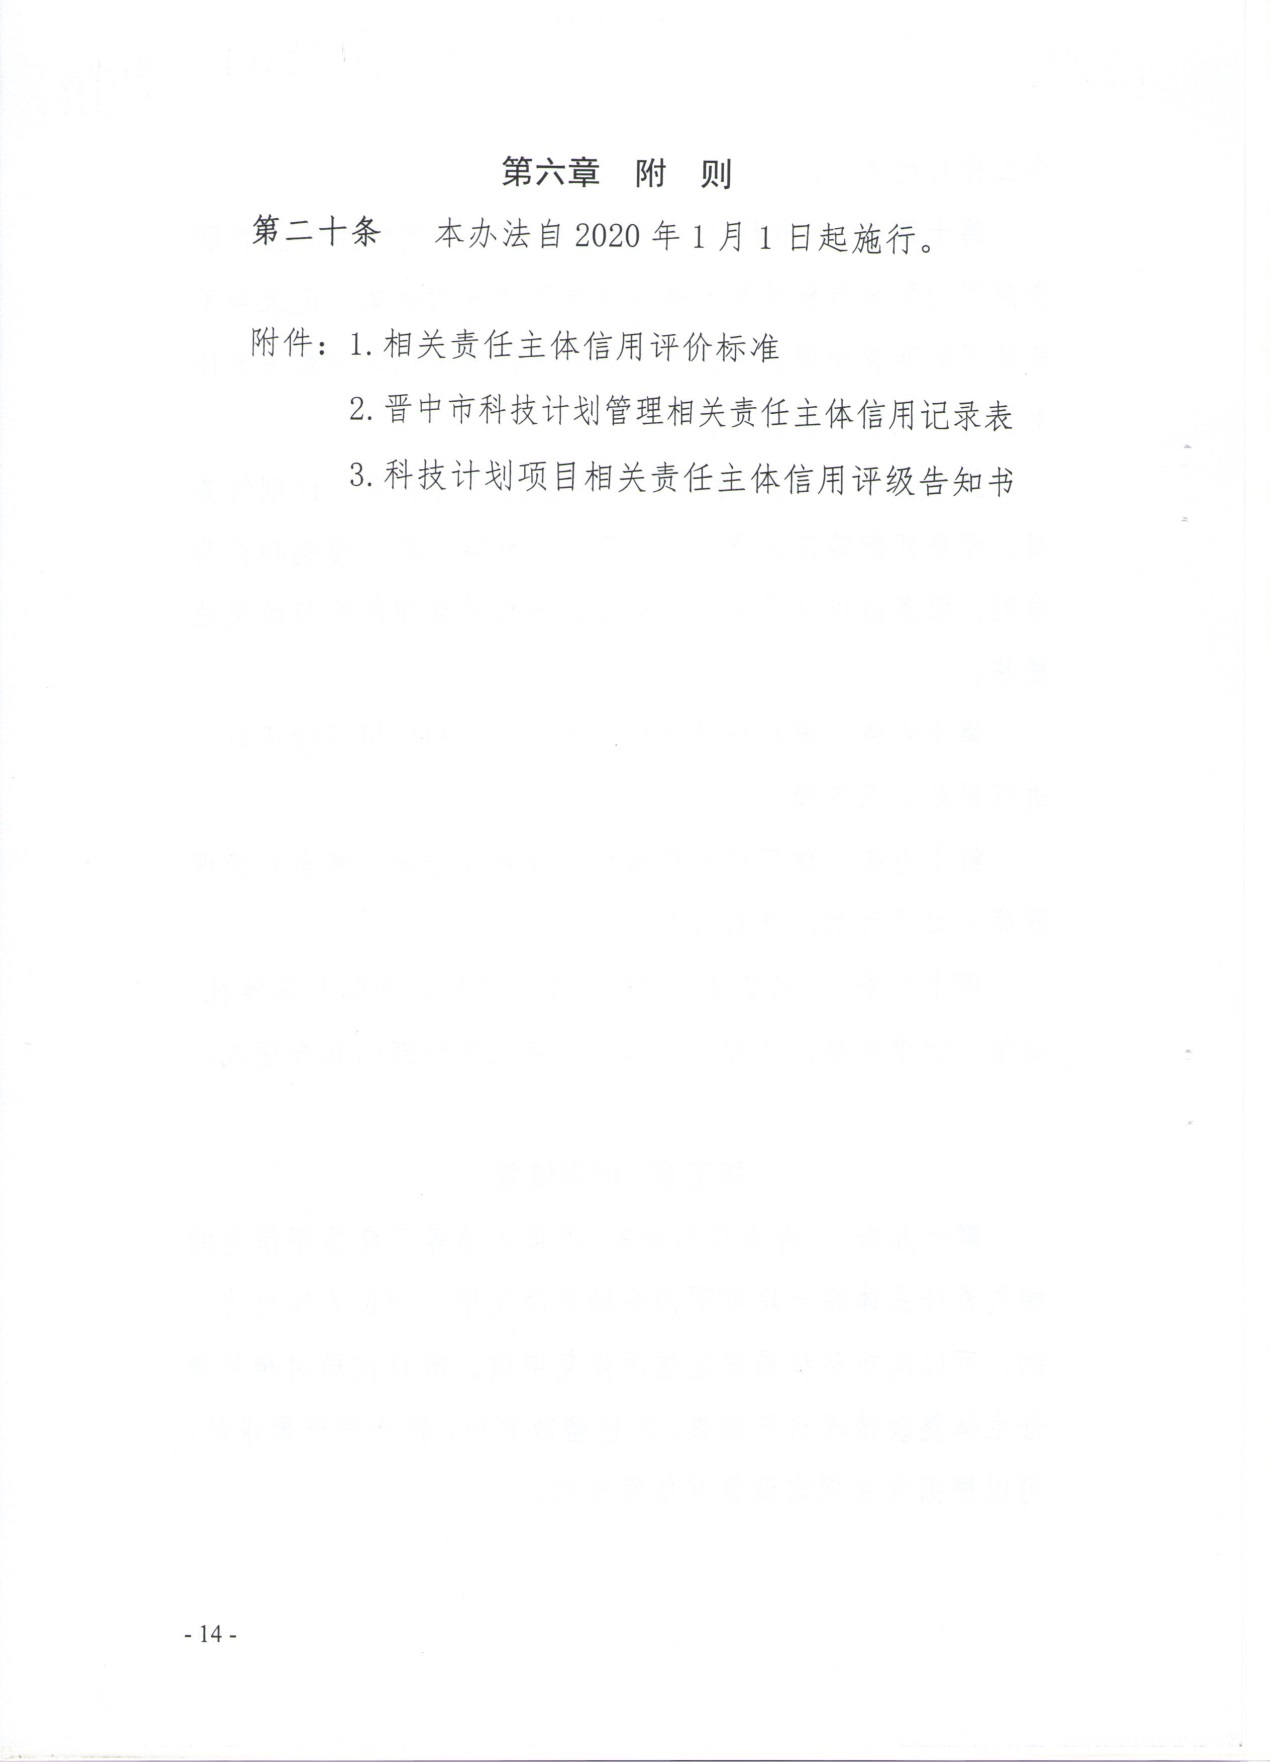 第六章　附　则
第二十条　本办法自 2020 年 1 月 1 日起施行。
附件：1. 相关责任主体信用评价标准
2. 晋中市科技计划管理相关责任主体信用记录表
3. 科技计划项目相关责任主体信用评级告知书
- 14 -